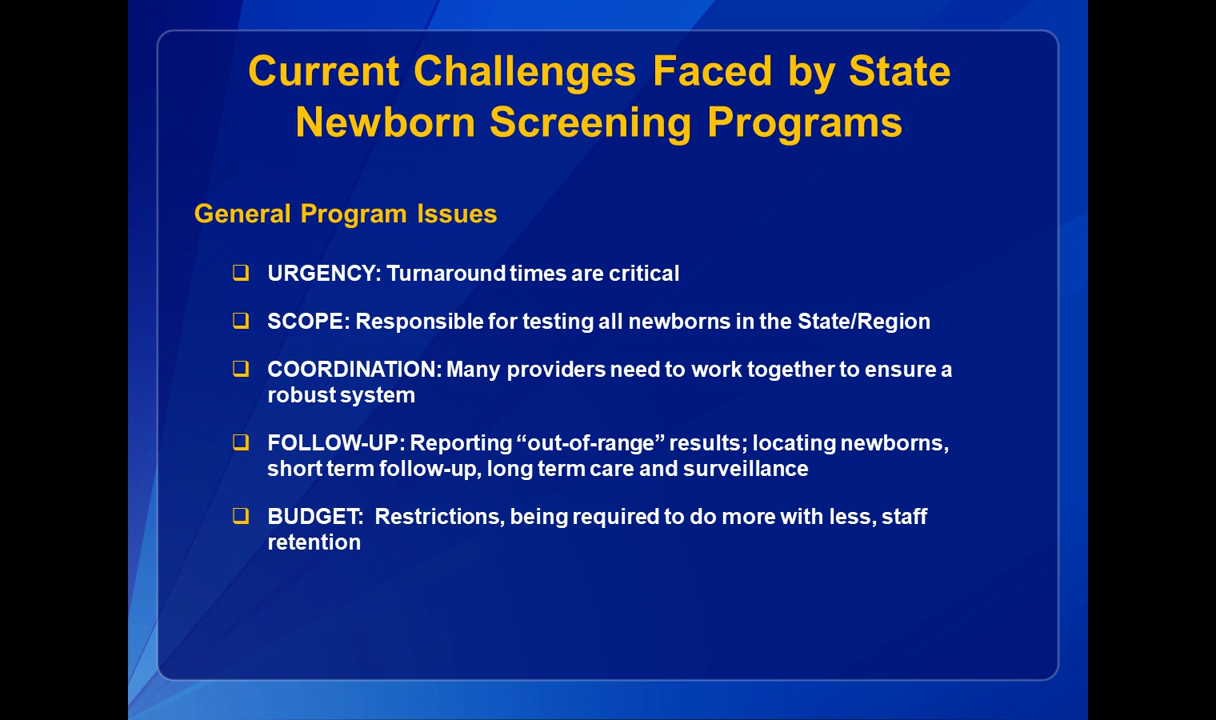 Current Challenges Faced by State
Newborn Screening Programs
General Program Issues
❑ URGENCY: Turnaround times are critical
❑ SCOPE: Responsible for testing all newborns in the State/Region
❑ COORDINATION: Many providers need to work together to ensure a
robust system
❑ FOLLOW-UP: Reporting “out-of-range” results; locating newborns,
short term follow-up, long term care and surveillance
❑ BUDGET:  Restrictions, being required to do more with less, staff
retention